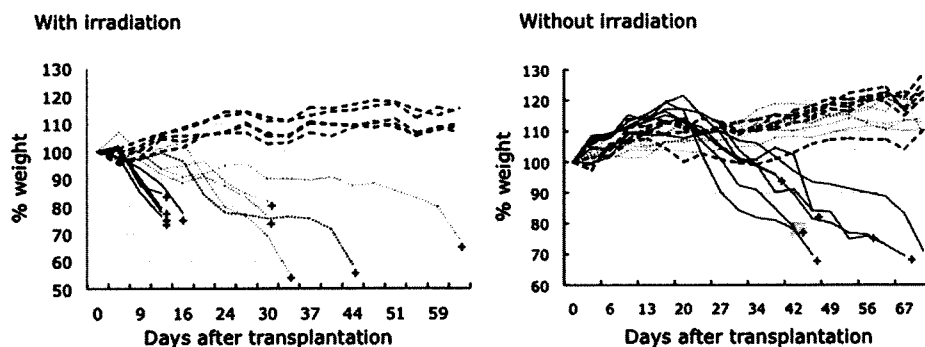 With irradiation
% weight
130
120
110
100
90
80
70
60
50
0 9 16 24 30 37 44 51 59
Days after transplantation
Without irradiation
% weight
130
120
110
100
90
80
70
60
0 6 13 20 27 34 42 49 56 67
Days after transplantation